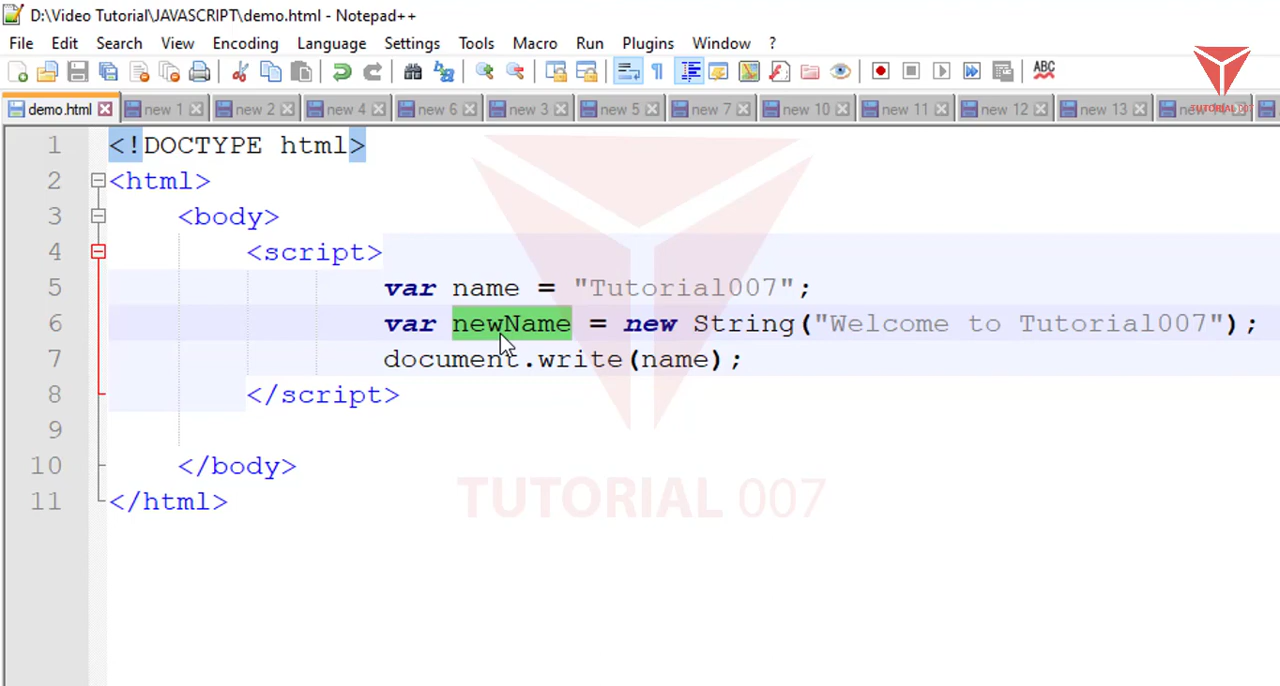 D:\Video Tutorial\JAVASCRIPT\demo.html - Notepad++
File Edit Search View Encoding Language Settings Tools Macro Run Plugins Window ?
ABC
TUTORIAL 007
demo.html new 1 new 2 new 4 new 6 new 3 new 5 new 7 new 10 new 11 new 12 new 13
1 <!DOCTYPE html>
2 <html>
3 <body>
4 <script>
5 var name = "Tutorial007";
6 var newName = new String("Welcome to Tutorial007");
7 document.write(name);
8 </script>
9
10 </body>
11 </html>
TUTORIAL 007